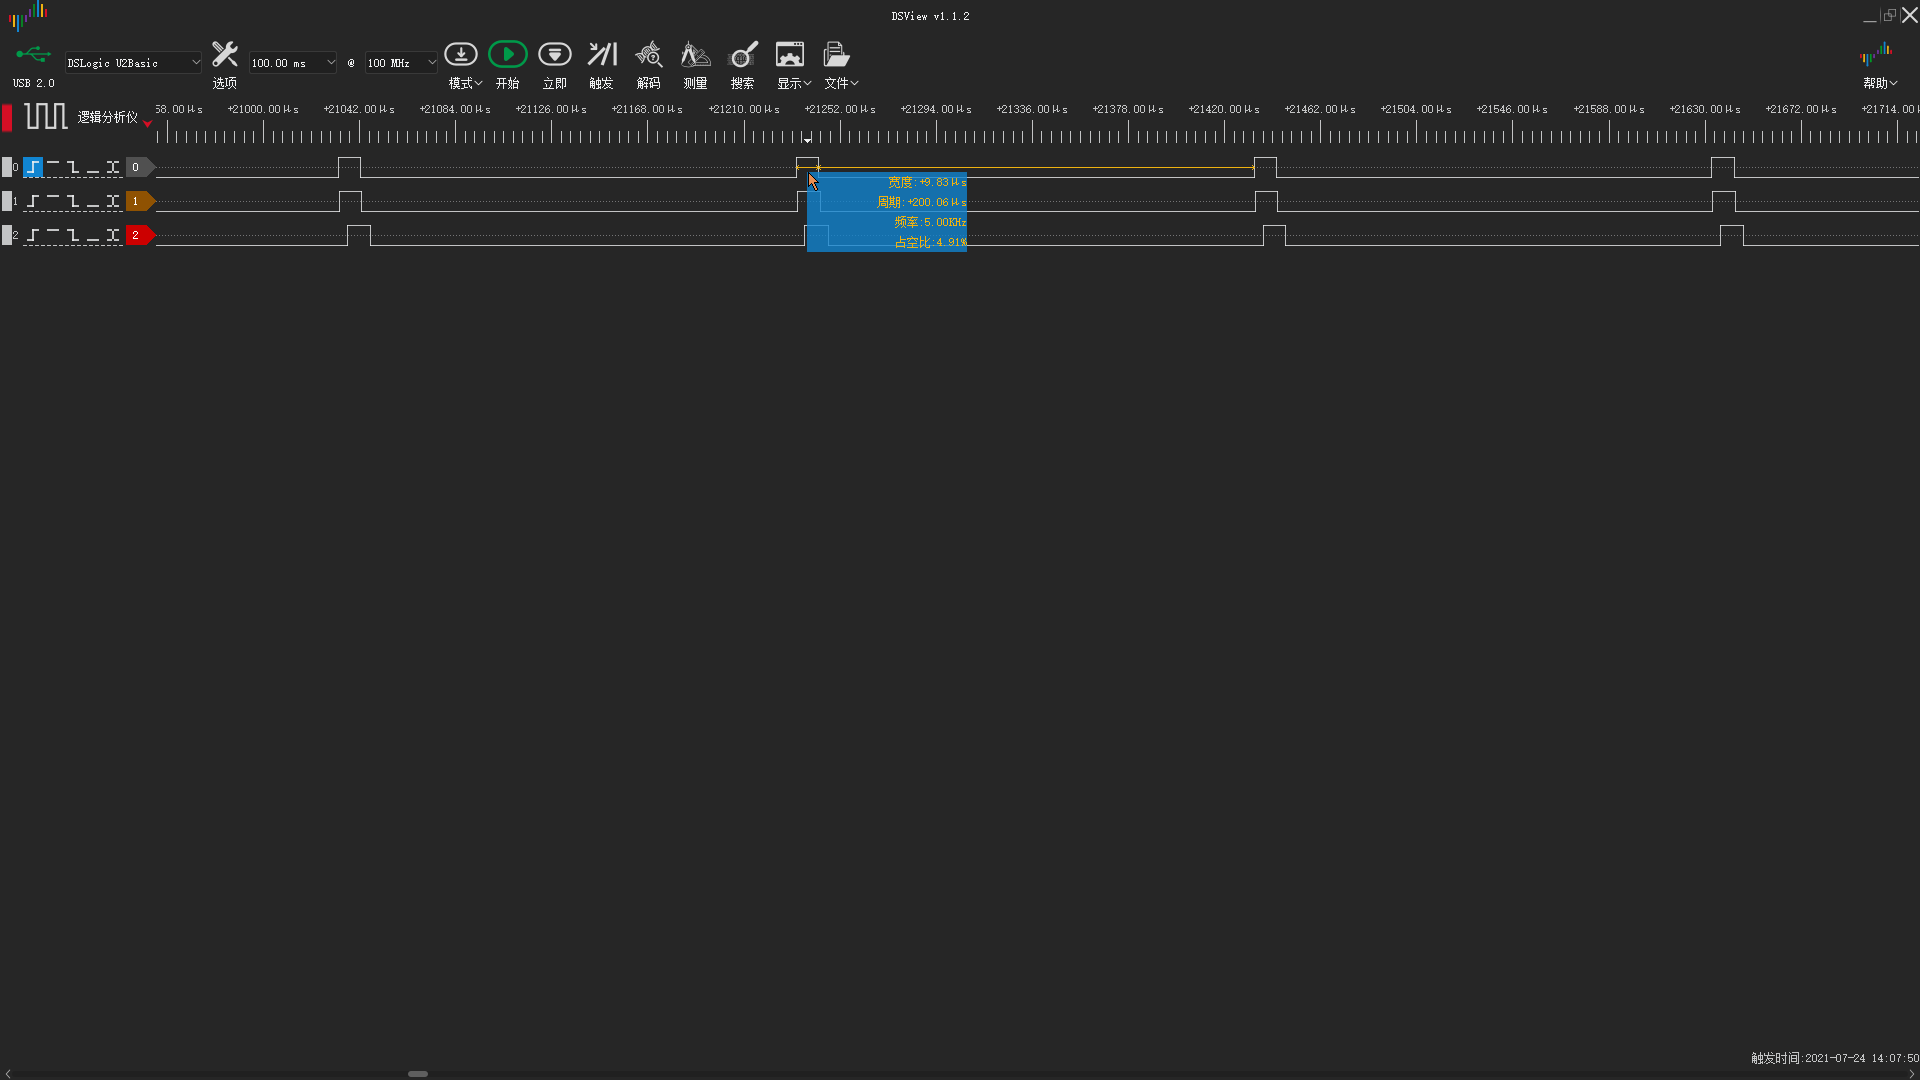 DSView v1.1.2
USB 2.0
DSLogic U2Basic
选项
100.00 ms
@
100 MHz
模式
开始
立即
触发
解码
测量
搜索
显示
文件
帮助
逻辑分析仪
58.00μs +21000.00μs +21042.00μs +21084.00μs +21126.00μs +21168.00μs +21210.00μs +21252.00μs +21294.00μs +21336.00μs +21378.00μs +21420.00μs +21462.00μs +21504.00μs +21546.00μs +21588.00μs +21630.00μs +21672.00μs +21714.00
0 0
1 1
2 2
宽度:+9.83μs
周期:+200.06μs
频率:5.00KHz
占空比:4.91%
触发时间:2021-07-24 14:07:50